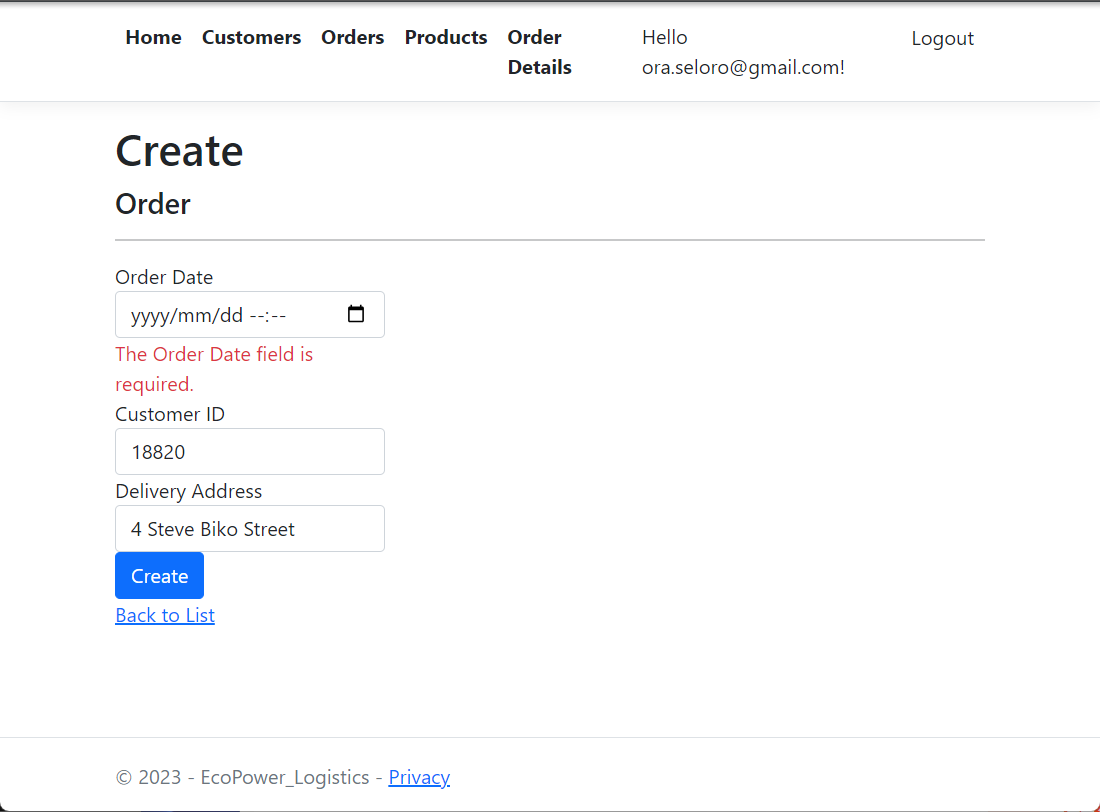 Home Customers Orders Products Order Details Hello ora.seloro@gmail.com! Logout
Create
Order
Order Date
yyyy/mm/dd --:--
The Order Date field is
required.
Customer ID
18820
Delivery Address
4 Steve Biko Street
Create
Back to List
© 2023 - EcoPower_Logistics - Privacy